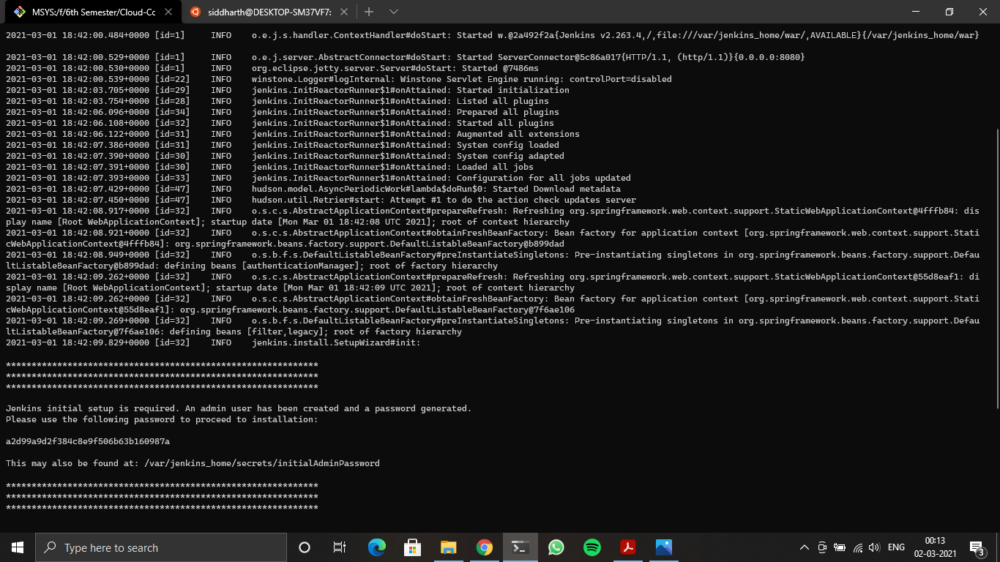 MSYS:/f/6th Semester/Cloud-Cc
siddharth@DESKTOP-SM37VF7:
2021-03-01 18:42:00.484+0000 [id=1] INFO o.e.j.s.handler.ContextHandler#doStart: Started w.@2a492f2a{Jenkins v2.263.4,/,file:///var/jenkins_home/war/,AVAILABLE}{/var/jenkins_home/war}
2021-03-01 18:42:00.529+0000 [id=1] INFO o.e.j.server.AbstractConnector#doStart: Started ServerConnector@5c86a017{HTTP/1.1, (http/1.1)}{0.0.0.0:8080}
2021-03-01 18:42:00.530+0000 [id=1] INFO org.eclipse.jetty.server.Server#doStart: Started @7486ms
2021-03-01 18:42:00.539+0000 [id=22] INFO winstone.Logger#logInternal: Winstone Servlet Engine running: controlPort=disabled
2021-03-01 18:42:03.705+0000 [id=29] INFO jenkins.InitReactorRunner$1#onAttained: Started initialization
2021-03-01 18:42:03.754+0000 [id=28] INFO jenkins.InitReactorRunner$1#onAttained: Listed all plugins
2021-03-01 18:42:06.096+0000 [id=34] INFO jenkins.InitReactorRunner$1#onAttained: Prepared all plugins
2021-03-01 18:42:06.108+0000 [id=32] INFO jenkins.InitReactorRunner$1#onAttained: Started all plugins
2021-03-01 18:42:06.122+0000 [id=31] INFO jenkins.InitReactorRunner$1#onAttained: Augmented all extensions
2021-03-01 18:42:07.386+0000 [id=31] INFO jenkins.InitReactorRunner$1#onAttained: System config loaded
2021-03-01 18:42:07.390+0000 [id=30] INFO jenkins.InitReactorRunner$1#onAttained: System config adapted
2021-03-01 18:42:07.391+0000 [id=30] INFO jenkins.InitReactorRunner$1#onAttained: Loaded all jobs
2021-03-01 18:42:07.393+0000 [id=33] INFO jenkins.InitReactorRunner$1#onAttained: Configuration for all jobs updated
2021-03-01 18:42:07.429+0000 [id=47] INFO hudson.model.AsyncPeriodicWork#lambda$doRun$0: Started Download metadata
2021-03-01 18:42:07.450+0000 [id=47] INFO hudson.util.Retrier#start: Attempt #1 to do the action check updates server
2021-03-01 18:42:08.917+0000 [id=32] INFO o.s.c.s.AbstractApplicationContext#prepareRefresh: Refreshing org.springframework.web.context.support.StaticWebApplicationContext@4fffb84: dis
play name [Root WebApplicationContext]; startup date [Mon Mar 01 18:42:08 UTC 2021]; root of context hierarchy
2021-03-01 18:42:08.921+0000 [id=32] INFO o.s.c.s.AbstractApplicationContext#obtainFreshBeanFactory: Bean factory for application context [org.springframework.web.context.support.Stati
cWebApplicationContext@4fffb84]: org.springframework.beans.factory.support.DefaultListableBeanFactory@b899dad
2021-03-01 18:42:08.949+0000 [id=32] INFO o.s.b.f.s.DefaultListableBeanFactory#preInstantiateSingletons: Pre-instantiating singletons in org.springframework.beans.factory.support.Defau
ltListableBeanFactory@b899dad: defining beans [authenticationManager]; root of factory hierarchy
2021-03-01 18:42:09.262+0000 [id=32] INFO o.s.c.s.AbstractApplicationContext#prepareRefresh: Refreshing org.springframework.web.context.support.StaticWebApplicationContext@55d8eaf1: di
splay name [Root WebApplicationContext]; startup date [Mon Mar 01 18:42:09 UTC 2021]; root of context hierarchy
2021-03-01 18:42:09.262+0000 [id=32] INFO o.s.c.s.AbstractApplicationContext#obtainFreshBeanFactory: Bean factory for application context [org.springframework.web.context.support.Stati
cWebApplicationContext@55d8eaf1]: org.springframework.beans.factory.support.DefaultListableBeanFactory@7f6ae106
2021-03-01 18:42:09.269+0000 [id=32] INFO o.s.b.f.s.DefaultListableBeanFactory#preInstantiateSingletons: Pre-instantiating singletons in org.springframework.beans.factory.support.Defau
ltListableBeanFactory@7f6ae106: defining beans [filter,legacy]; root of factory hierarchy
2021-03-01 18:42:09.829+0000 [id=32] INFO jenkins.install.SetupWizard#init:
*************************************************************
*************************************************************
*************************************************************
Jenkins initial setup is required. An admin user has been created and a password generated.
Please use the following password to proceed to installation:
a2d99a9d2f384c8e9f506b63b160987a
This may also be found at: /var/jenkins_home/secrets/initialAdminPassword
*************************************************************
*************************************************************
*************************************************************
Type here to search
ENG
00:13
02-03-2021
3